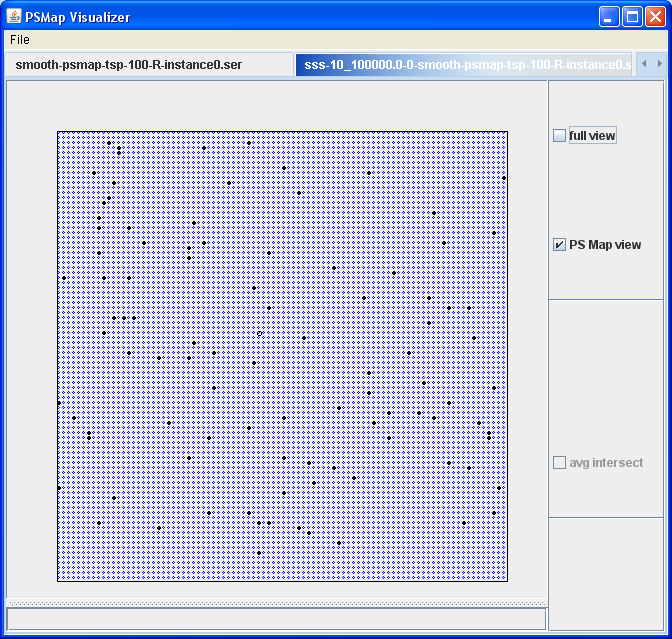 PSMap Visualizer
File
smooth-psmap-tsp-100-R-instance0.ser
sss-10_100000.0-0-smooth-psmap-tsp-100-R-instance0.s
full view
PS Map view
avg intersect